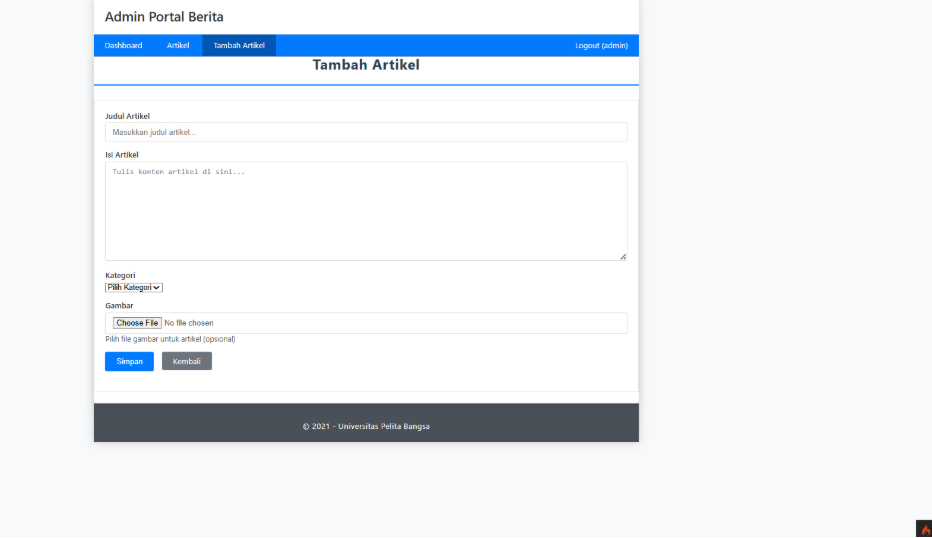 Admin Portal Berita
Dashboard Artikel Tambah Artikel Logout (admin)
Tambah Artikel
Judul Artikel
Masukkan judul artikel...
Isi Artikel
Tulis konten artikel di sini...
Kategori
Pilih Kategori
Gambar
Choose File No file chosen
Pilih file gambar untuk artikel (opsional)
Simpan Kembali
© 2021 - Universitas Pelita Bangsa